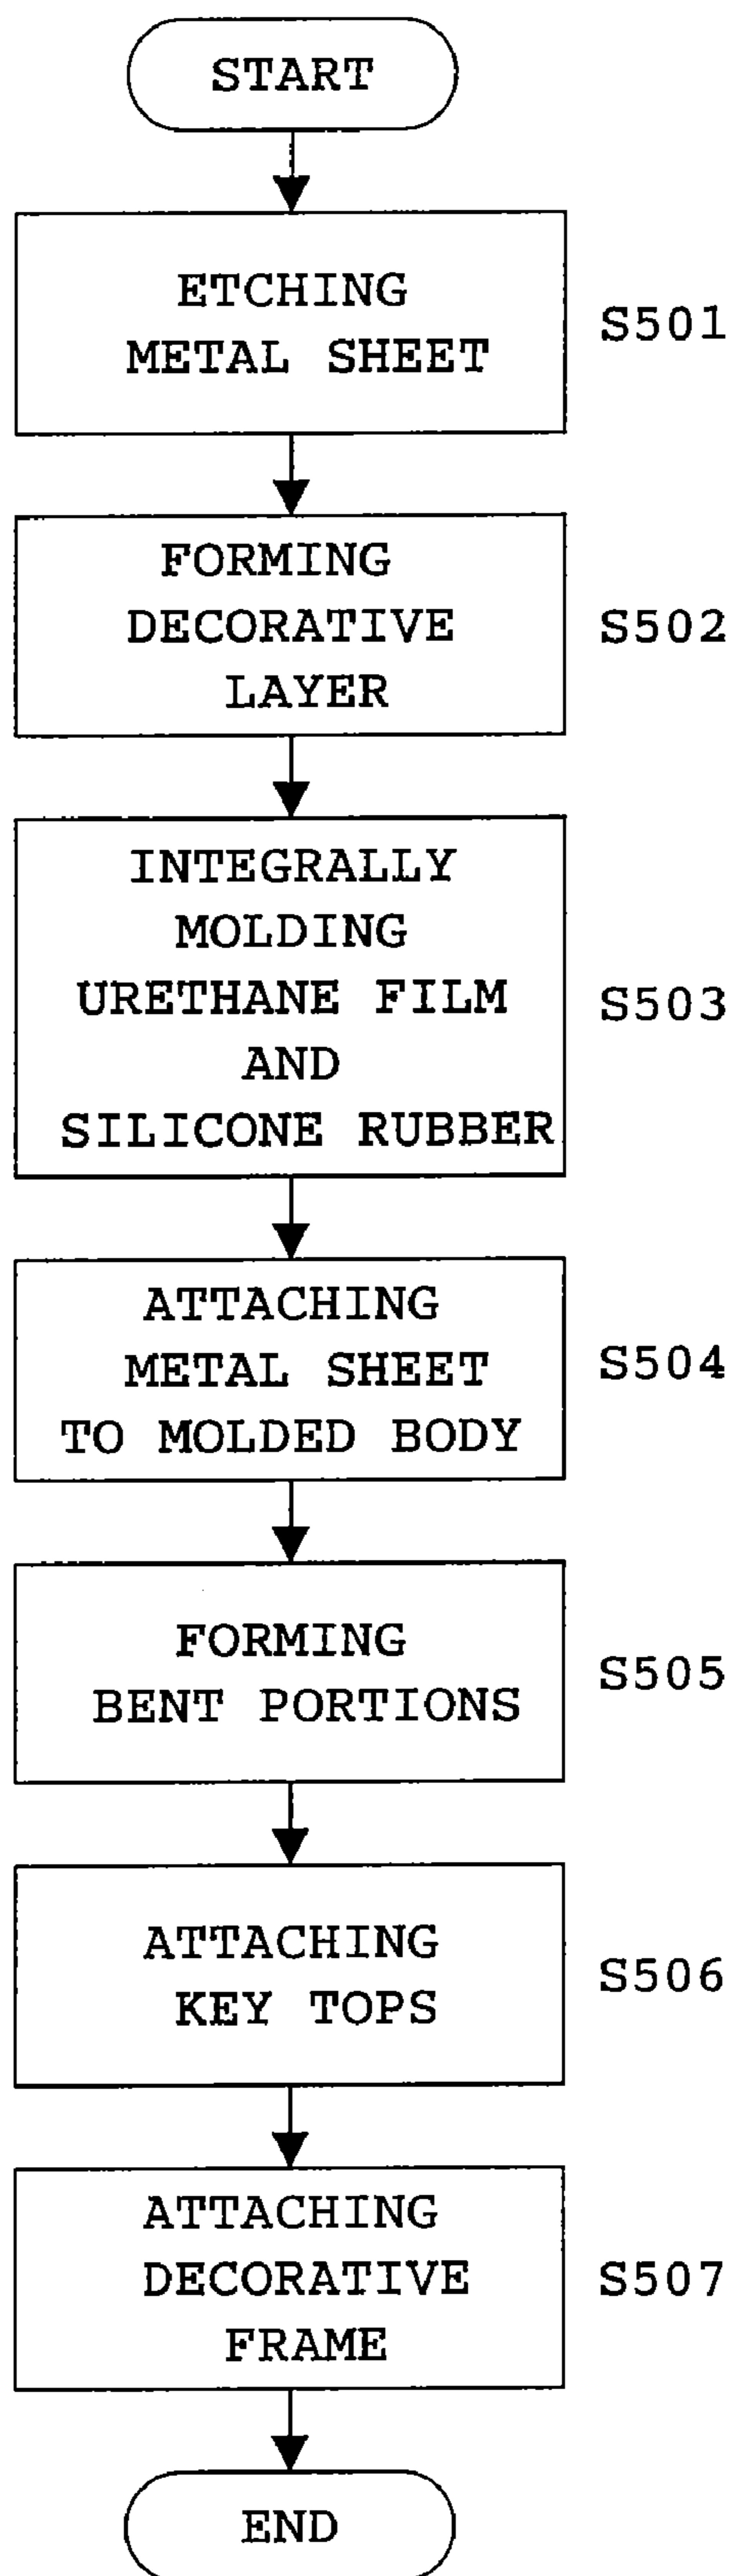 START
ETCHING
METAL SHEET
S501
FORMING
DECORATIVE
LAYER
S502
INTEGRALLY
MOLDING
URETHANE FILM
AND
SILICONE RUBBER
S503
ATTACHING
METAL SHEET
TO MOLDED BODY
S504
FORMING
BENT PORTIONS
S505
ATTACHING
KEY TOPS
S506
ATTACHING
DECORATIVE
FRAME
S507
END